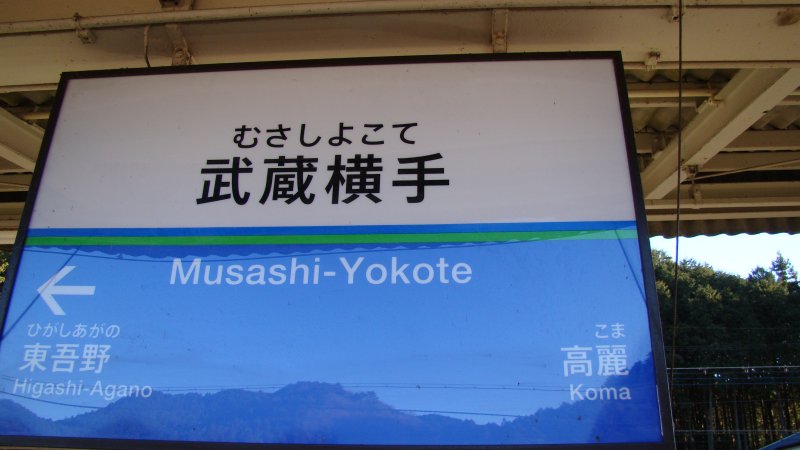 むさしよこて
武蔵横手
Musashi-Yokote
←
ひがしあがの
東吾野
Higashi-Agano
こま
高麗
Koma